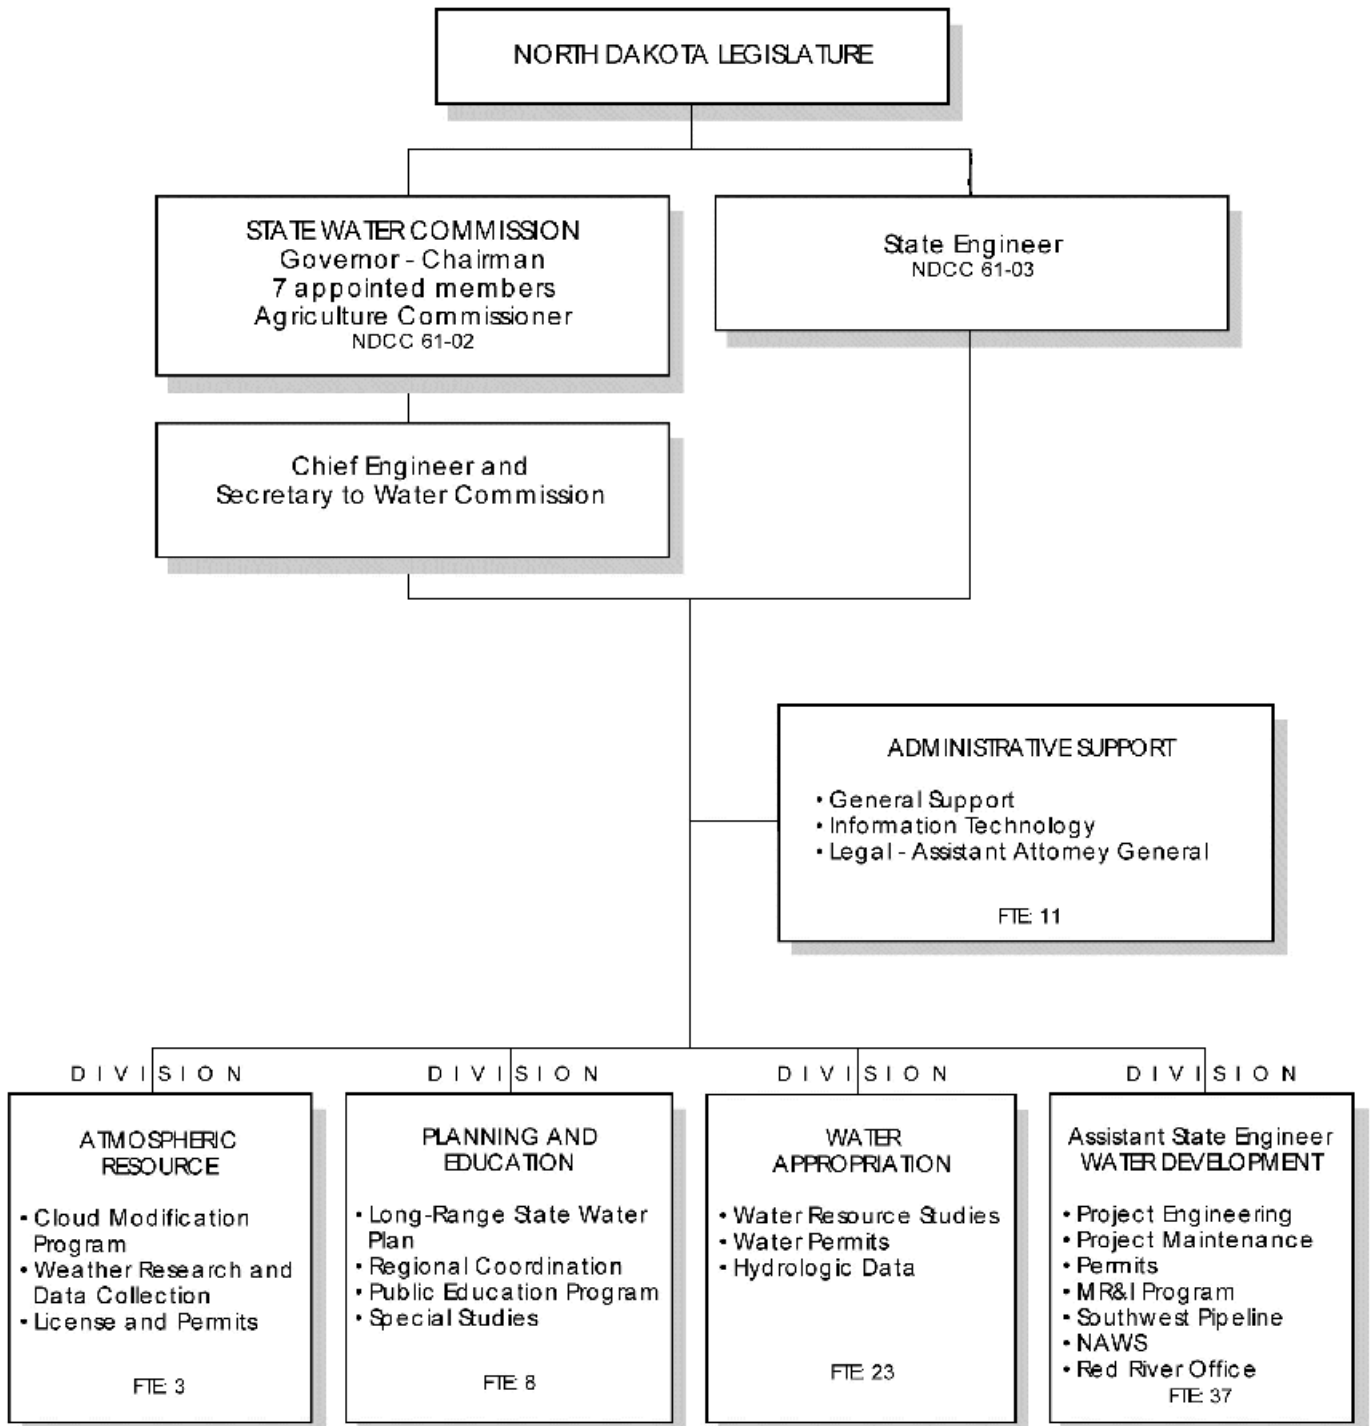 NORTH DAKOTA LEGISLATURE
STATE WATER COMMISSION
Governor - Chairman
7 appointed members
Agriculture Commissioner
NDCC 61-02
State Engineer
NDCC 61-03
Chief Engineer and
Secretary to Water Commission
ADMINISTRATIVE SUPPORT
• General Support
• Information Technology
• Legal - Assistant Attorney General
FTE: 11
DIVISION
ATMOSPHERIC
RESOURCE
• Cloud Modification
Program
• Weather Research and
Data Collection
• License and Permits
FTE: 3
DIVISION
PLANNING AND
EDUCATION
• Long-Range State Water
Plan
• Regional Coordination
• Public Education Program
• Special Studies
FTE: 8
DIVISION
WATER
APPROPRIATION
• Water Resource Studies
• Water Permits
• Hydrologic Data
FTE: 23
DIVISION
Assistant State Engineer
WATER DEVELOPMENT
• Project Engineering
• Project Maintenance
• Permits
• MR&I Program
• Southwest Pipeline
• NAWS
• Red River Office
FTE: 37